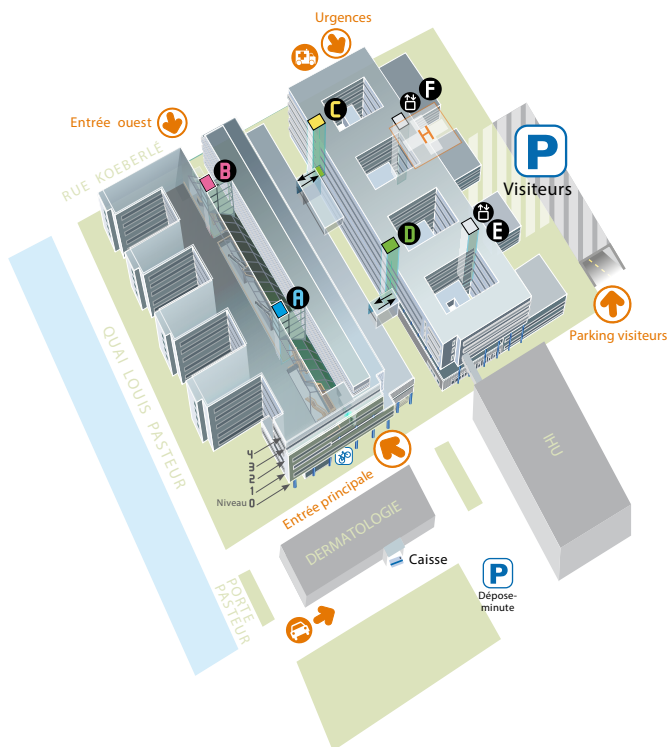 Urgences
F
C
Entrée ouest
H
RUE KOEBERLÉ
B
P
Visiteurs
D
E
A
Parking visiteurs
QUAI LOUIS PASTEUR
IHU
4
3
2
1
Niveau 0
Entrée principale
DERMATOLOGIE
Caisse
P
Dépose-
minute
PORTE
PASTEUR